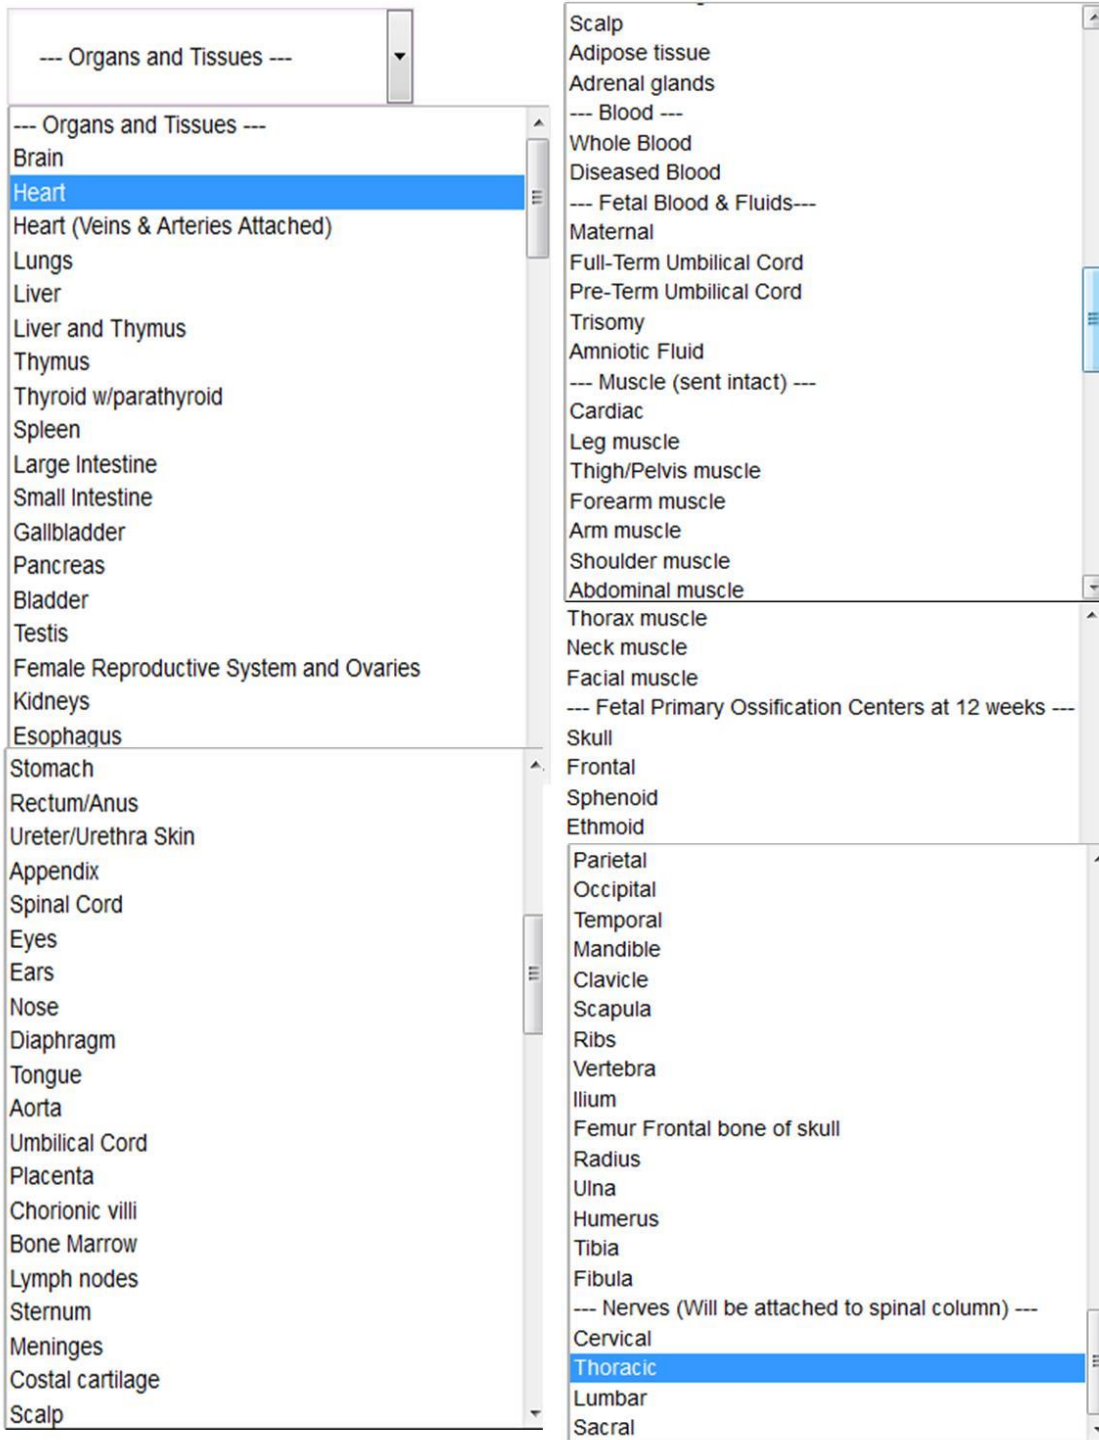 --- Organs and Tissues ---
--- Organs and Tissues ---
Brain
Heart
Heart (Veins & Arteries Attached)
Lungs
Liver
Liver and Thymus
Thymus
Thyroid w/parathyroid
Spleen
Large Intestine
Small Intestine
Gallbladder
Pancreas
Bladder
Testis
Female Reproductive System and Ovaries
Kidneys
Esophagus
Stomach
Rectum/Anus
Ureter/Urethra Skin
Appendix
Spinal Cord
Eyes
Ears
Nose
Diaphragm
Tongue
Aorta
Umbilical Cord
Placenta
Chorionic villi
Bone Marrow
Lymph nodes
Sternum
Meninges
Costal cartilage
Scalp
Scalp
Adipose tissue
Adrenal glands
--- Blood ---
Whole Blood
Diseased Blood
--- Fetal Blood & Fluids---
Maternal
Full-Term Umbilical Cord
Pre-Term Umbilical Cord
Trisomy
Amniotic Fluid
--- Muscle (sent intact) ---
Cardiac
Leg muscle
Thigh/Pelvis muscle
Forearm muscle
Arm muscle
Shoulder muscle
Abdominal muscle
Thorax muscle
Neck muscle
Facial muscle
--- Fetal Primary Ossification Centers at 12 weeks ---
Skull
Frontal
Sphenoid
Ethmoid
Parietal
Occipital
Temporal
Mandible
Clavicle
Scapula
Ribs
Vertebra
Ilium
Femur Frontal bone of skull
Radius
Ulna
Humerus
Tibia
Fibula
--- Nerves (Will be attached to spinal column) ---
Cervical
Thoracic
Lumbar
Sacral